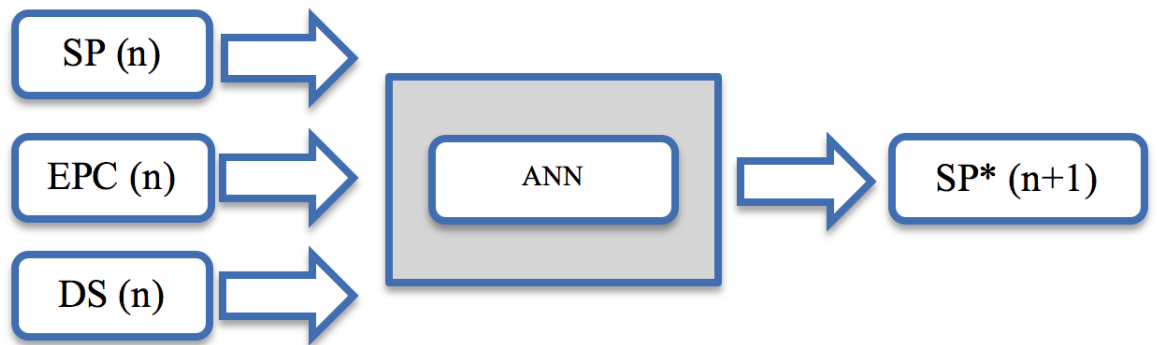 SP (n)
EPC (n)
DS (n)
ANN
SP* (n+1)